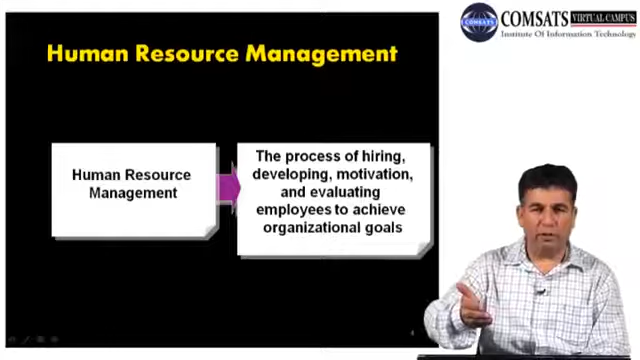 Human Resource Management
COMSATS VIRTUAL CAMPUS
Institute Of Information Technology
Human Resource
Management
The process of hiring,
developing, motivation,
and evaluating
employees to achieve
organizational goals